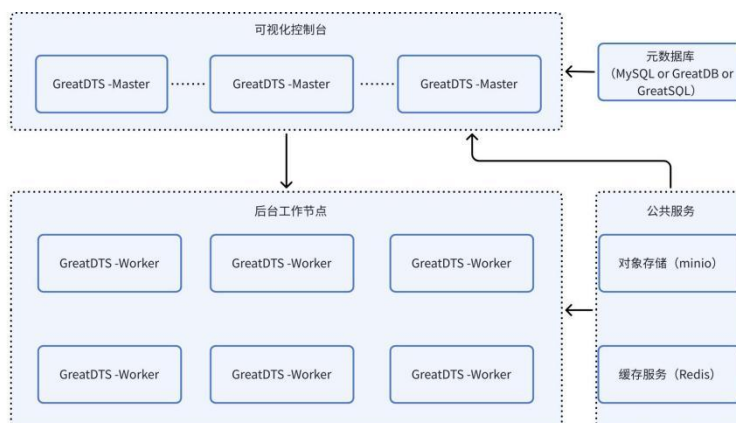 可视化控制台
GreatDTS -Master
GreatDTS -Master
GreatDTS -Master
元数据库
（MySQL or GreatDB or
GreatSQL）
后台工作节点
GreatDTS -Worker
GreatDTS -Worker
GreatDTS -Worker
GreatDTS -Worker
GreatDTS -Worker
GreatDTS -Worker
公共服务
对象存储（minio）
缓存服务（Redis）